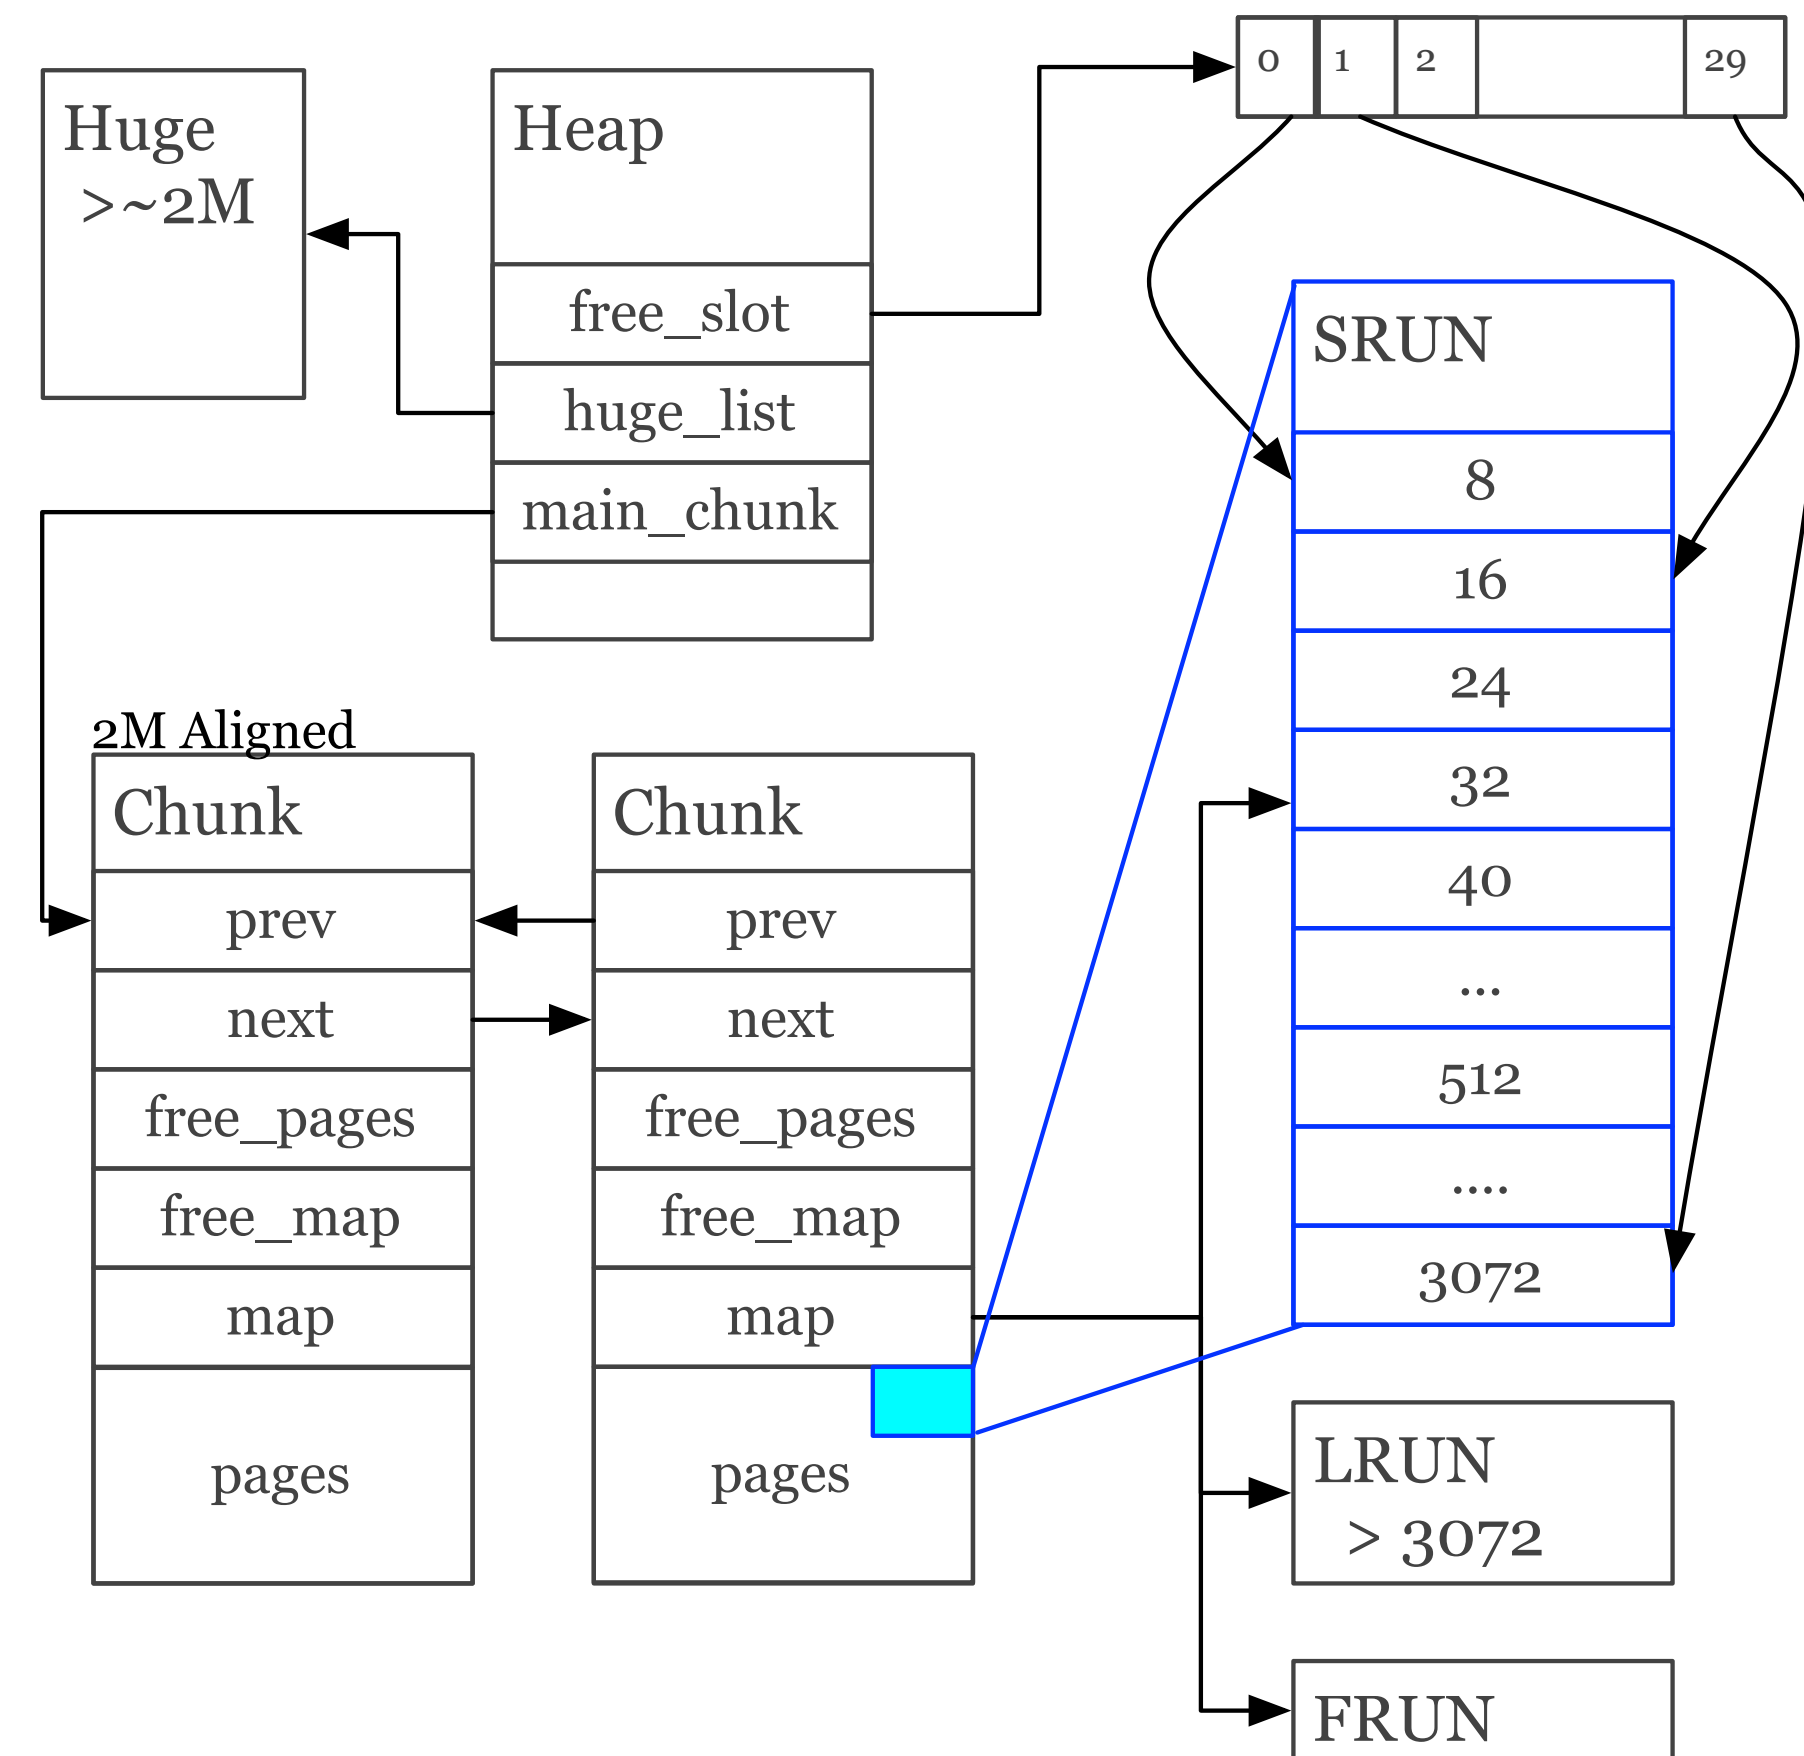 0
1
2
29
Huge
>~2M
Heap
free_slot
huge_list
main_chunk
2M Aligned
Chunk
prev
next
free_pages
free_map
map
pages
Chunk
prev
next
free_pages
free_map
map
pages
SRUN
8
16
24
32
40
...
512
....
3072
LRUN
> 3072
FRUN